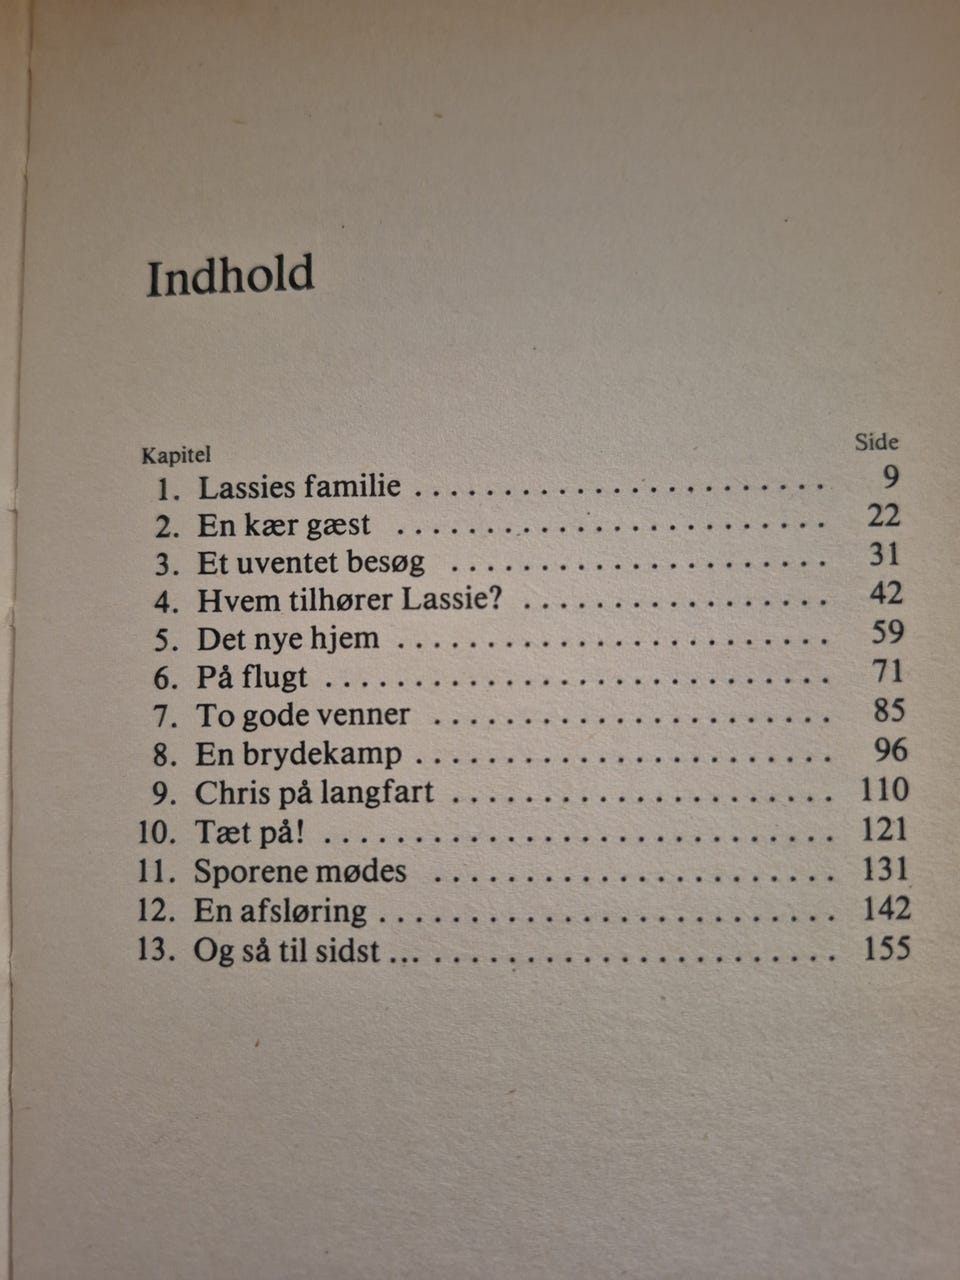 Indhold
Kapitel Side
1. Lassies familie ........................ 9
2. En kær gæst ........................ 22
3. Et uventet besøg ..................... 31
4. Hvem tilhører Lassie? ................. 42
5. Det nye hjem ........................ 59
6. På flugt ............................. 71
7. To gode venner ...................... 85
8. En brydekamp ....................... 96
9. Chris på langfart ..................... 110
10. Tæt på! ............................. 121
11. Sporene mødes ...................... 131
12. En afsløring .......................... 142
13. Og så til sidst ... ....................... 155